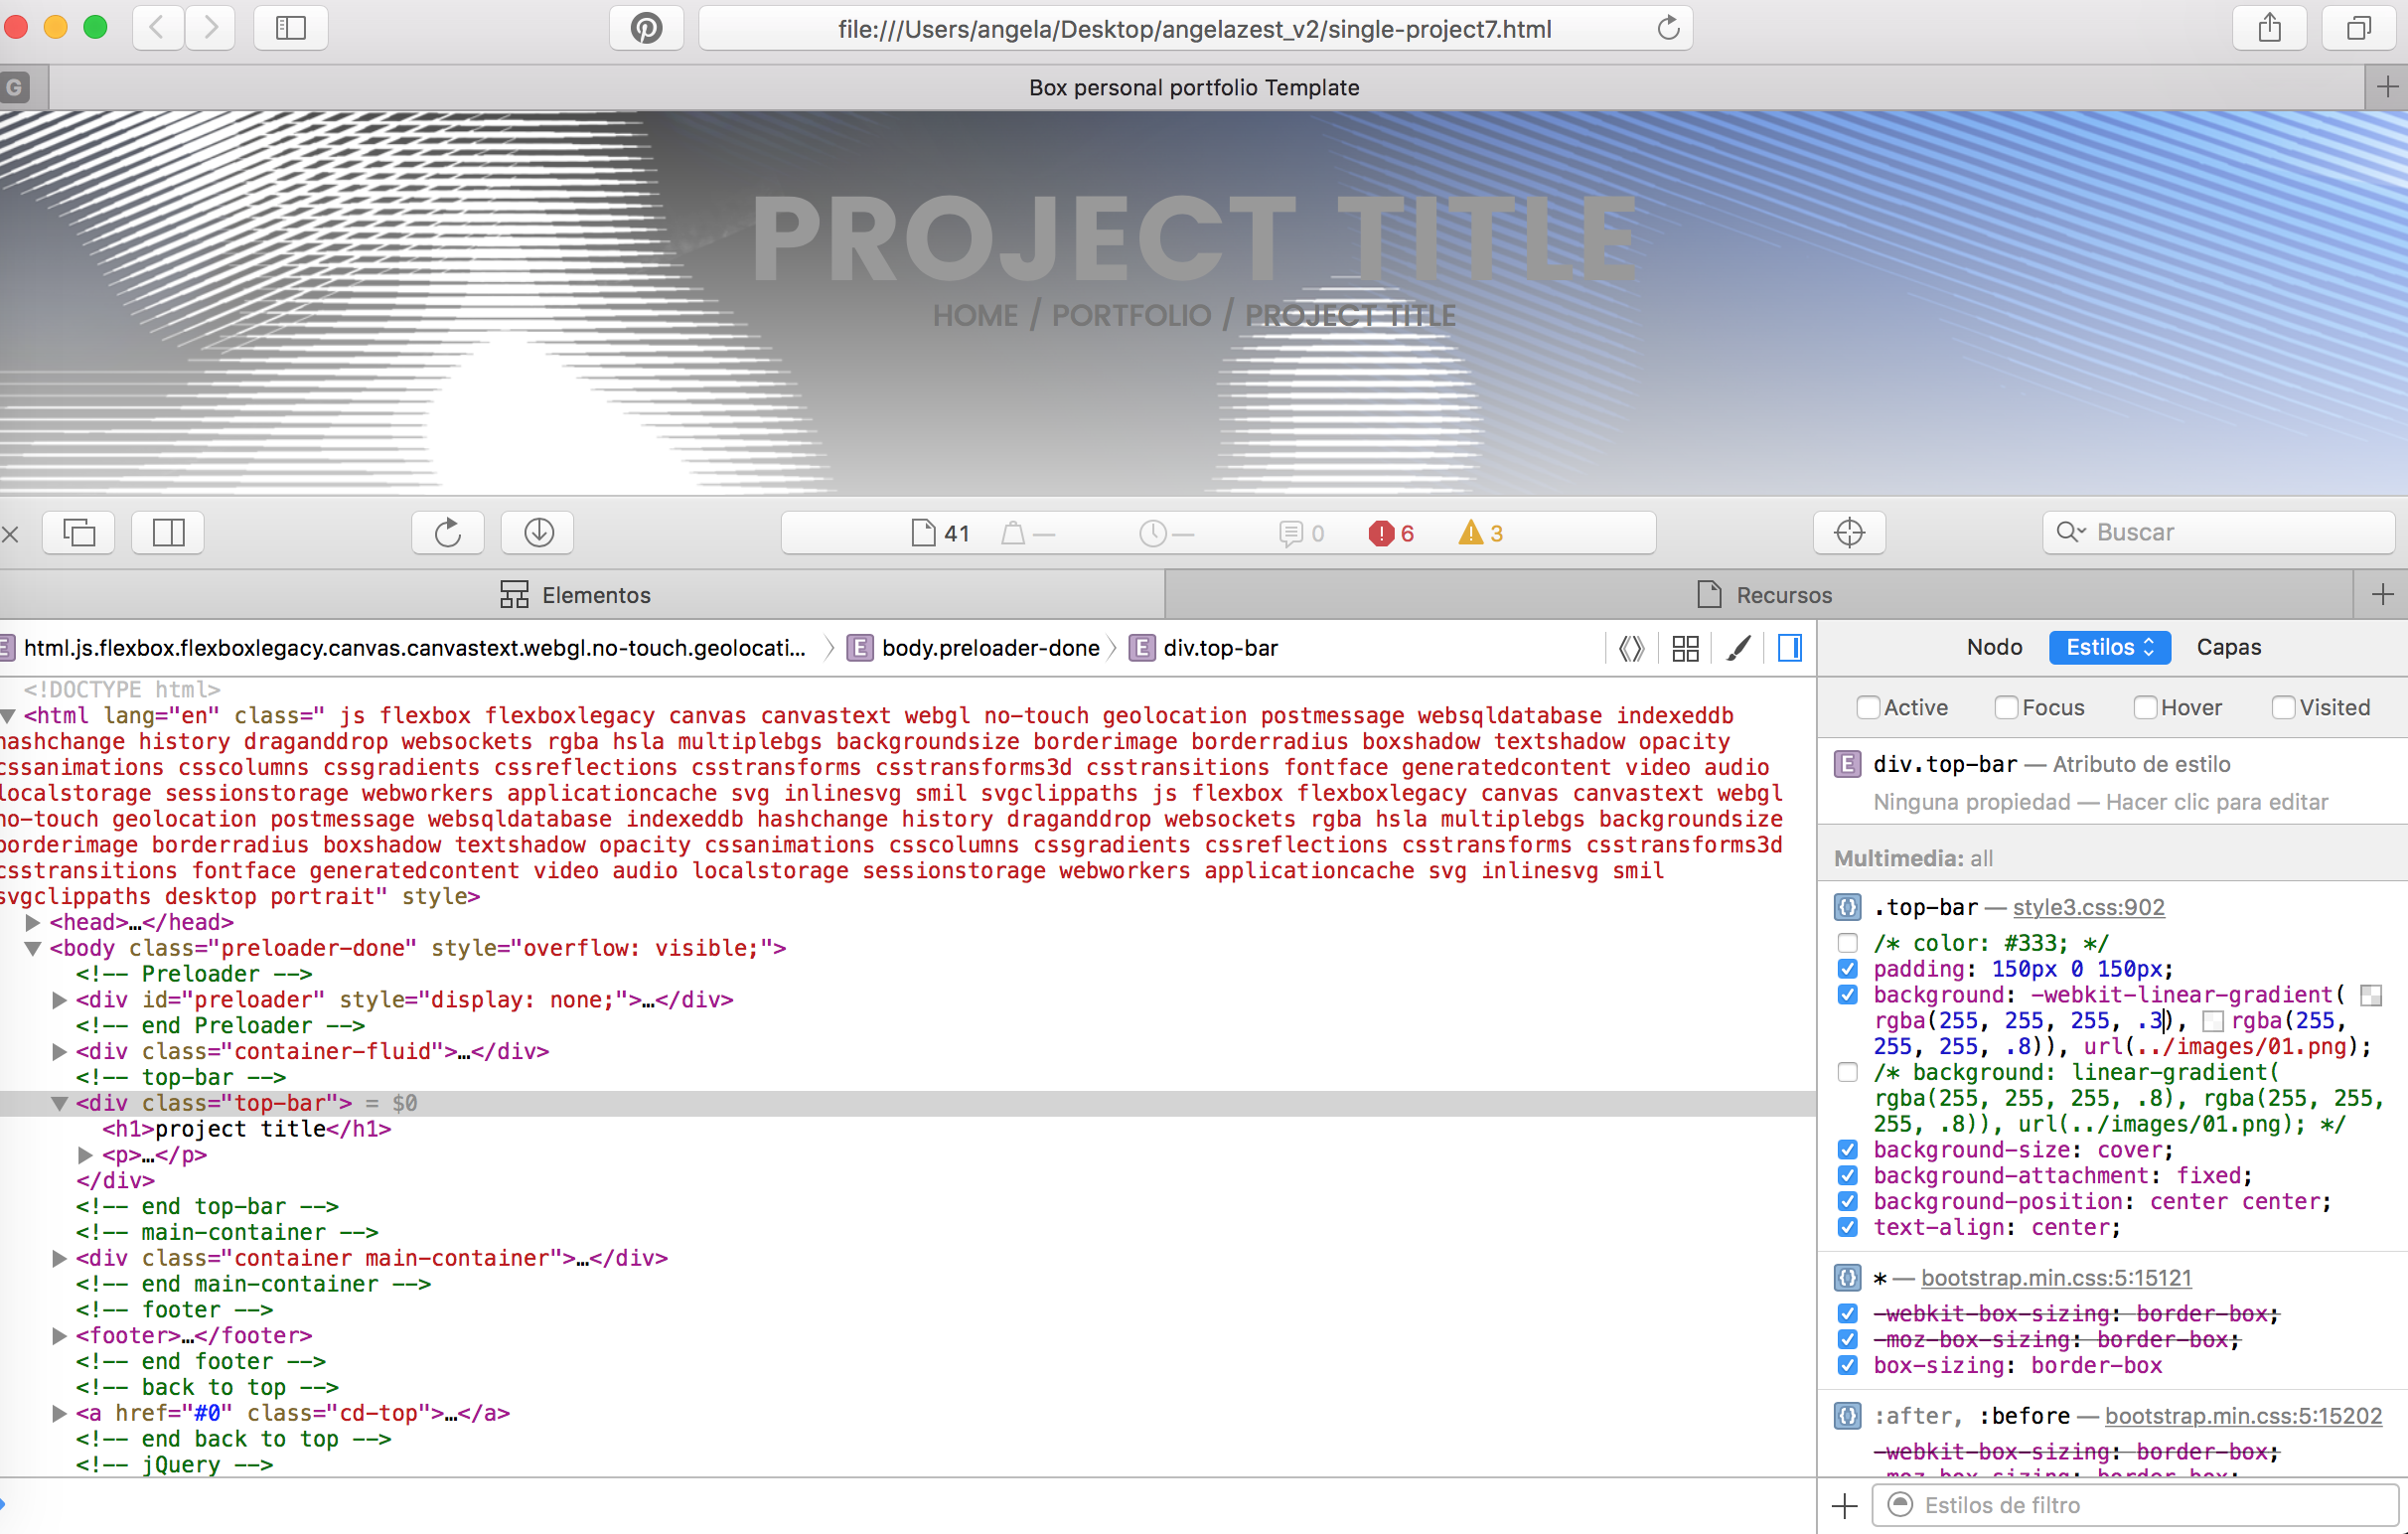 file:///Users/angela/Desktop/angelazest_v2/single-project7.html
G
Box personal portfolio Template
PROJECT TITLE
HOME / PORTFOLIO / PROJECT TITLE
41 — — 0 6 3
Buscar
Elementos
Recursos
E html.js.flexbox.flexboxlegacy.canvas.canvastext.webgl.no-touch.geolocati... E body.preloader-done E div.top-bar
<!DOCTYPE html>
<html lang="en" class=" js flexbox flexboxlegacy canvas canvastext webgl no-touch geolocation postmessage websqldatabase indexeddb
hashchange history draganddrop websockets rgba hsla multiplebgs backgroundsize borderimage borderradius boxshadow textshadow opacity
cssanimations csscolumns cssgradients cssreflections csstransforms csstransforms3d csstransitions fontface generatedcontent video audio
localstorage sessionstorage webworkers applicationcache svg inlinesvg smil svgclippaths js flexbox flexboxlegacy canvas canvastext webgl
no-touch geolocation postmessage websqldatabase indexeddb hashchange history draganddrop websockets rgba hsla multiplebgs backgroundsize
borderimage borderradius boxshadow textshadow opacity cssanimations csscolumns cssgradients cssreflections csstransforms csstransforms3d
csstransitions fontface generatedcontent video audio localstorage sessionstorage webworkers applicationcache svg inlinesvg smil
svgclippaths desktop portrait" style>
<head>…</head>
<body class="preloader-done" style="overflow: visible;">
<!-- Preloader -->
<div id="preloader" style="display: none;">…</div>
<!-- end Preloader -->
<div class="container-fluid">…</div>
<!-- top-bar -->
<div class="top-bar"> = $0
<h1>project title</h1>
<p>…</p>
</div>
<!-- end top-bar -->
<!-- main-container -->
<div class="container main-container">…</div>
<!-- end main-container -->
<!-- footer -->
<footer>…</footer>
<!-- end footer -->
<!-- back to top -->
<a href="#0" class="cd-top">…</a>
<!-- end back to top -->
<!-- jQuery -->
Nodo Estilos Capas
Active Focus Hover Visited
E div.top-bar — Atributo de estilo
Ninguna propiedad — Hacer clic para editar
Multimedia: all
{} .top-bar — style3.css:902
/* color: #333; */
padding: 150px 0 150px;
background: -webkit-linear-gradient(
rgba(255, 255, 255, .3), rgba(255,
255, 255, .8)), url(../images/01.png);
/* background: linear-gradient(
rgba(255, 255, 255, .8), rgba(255, 255,
255, .8)), url(../images/01.png); */
background-size: cover;
background-attachment: fixed;
background-position: center center;
text-align: center;
{} * — bootstrap.min.css:5:15121
-webkit-box-sizing: border-box;
-moz-box-sizing: border-box;
box-sizing: border-box
{} :after, :before — bootstrap.min.css:5:15202
-webkit-box-sizing: border-box;
-moz-box-sizing: border-box;
Estilos de filtro